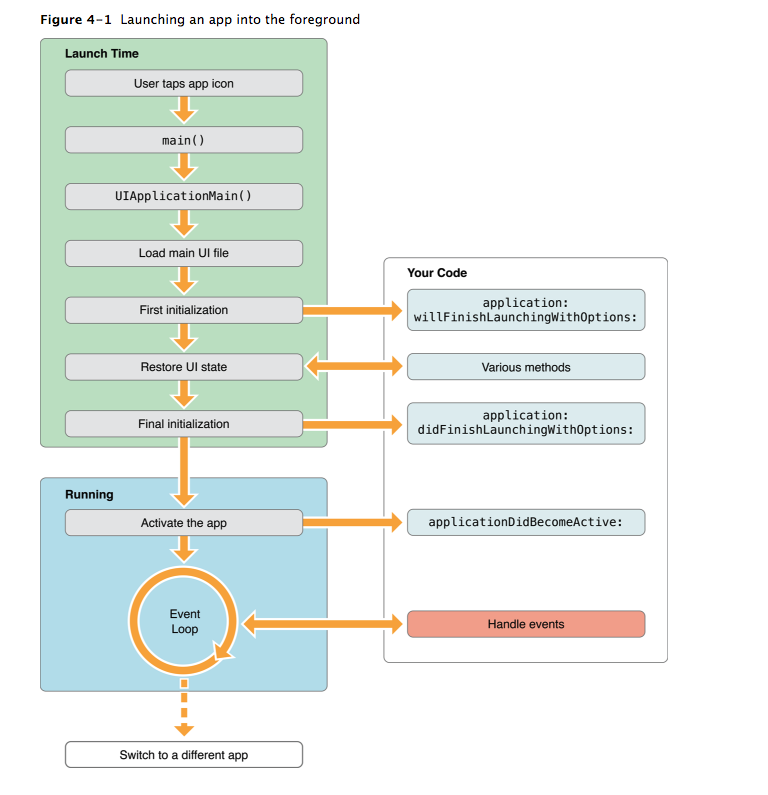 Figure 4-1 Launching an app into the foreground
Launch Time
User taps app icon
main()
UIApplicationMain()
Load main UI file
First initialization
Restore UI state
Final initialization
Your Code
application:
willFinishLaunchingWithOptions:
Various methods
application:
didFinishLaunchingWithOptions:
applicationDidBecomeActive:
Handle events
Running
Activate the app
Event
Loop
Switch to a different app